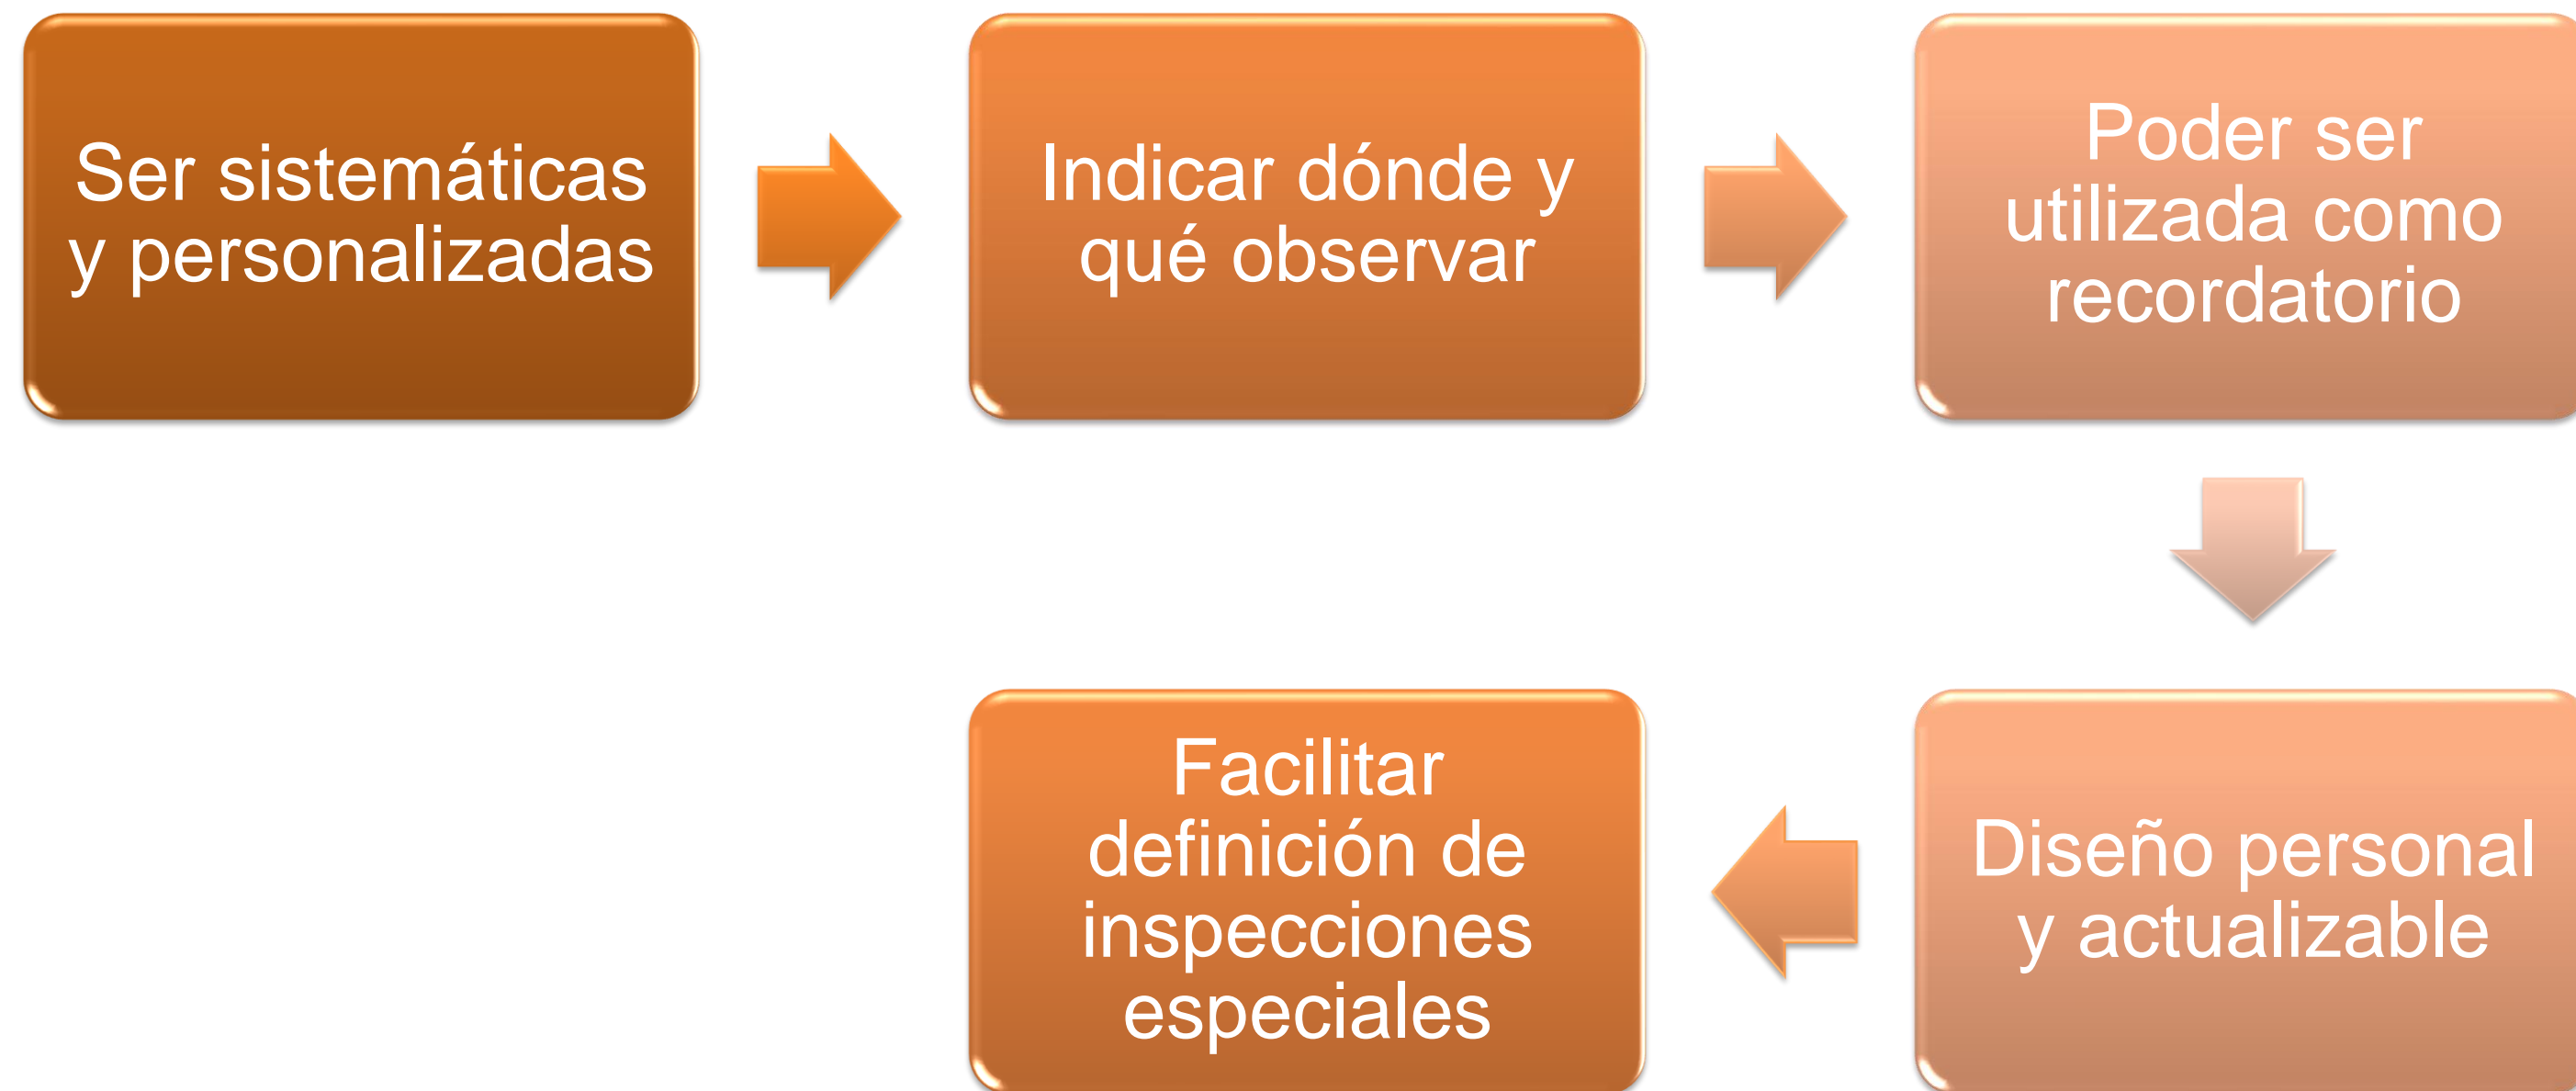 Ser sistemáticas
y personalizadas
Indicar dónde y
qué observar
Poder ser
utilizada como
recordatorio
Diseño personal
y actualizable
Facilitar
definición de
inspecciones
especiales